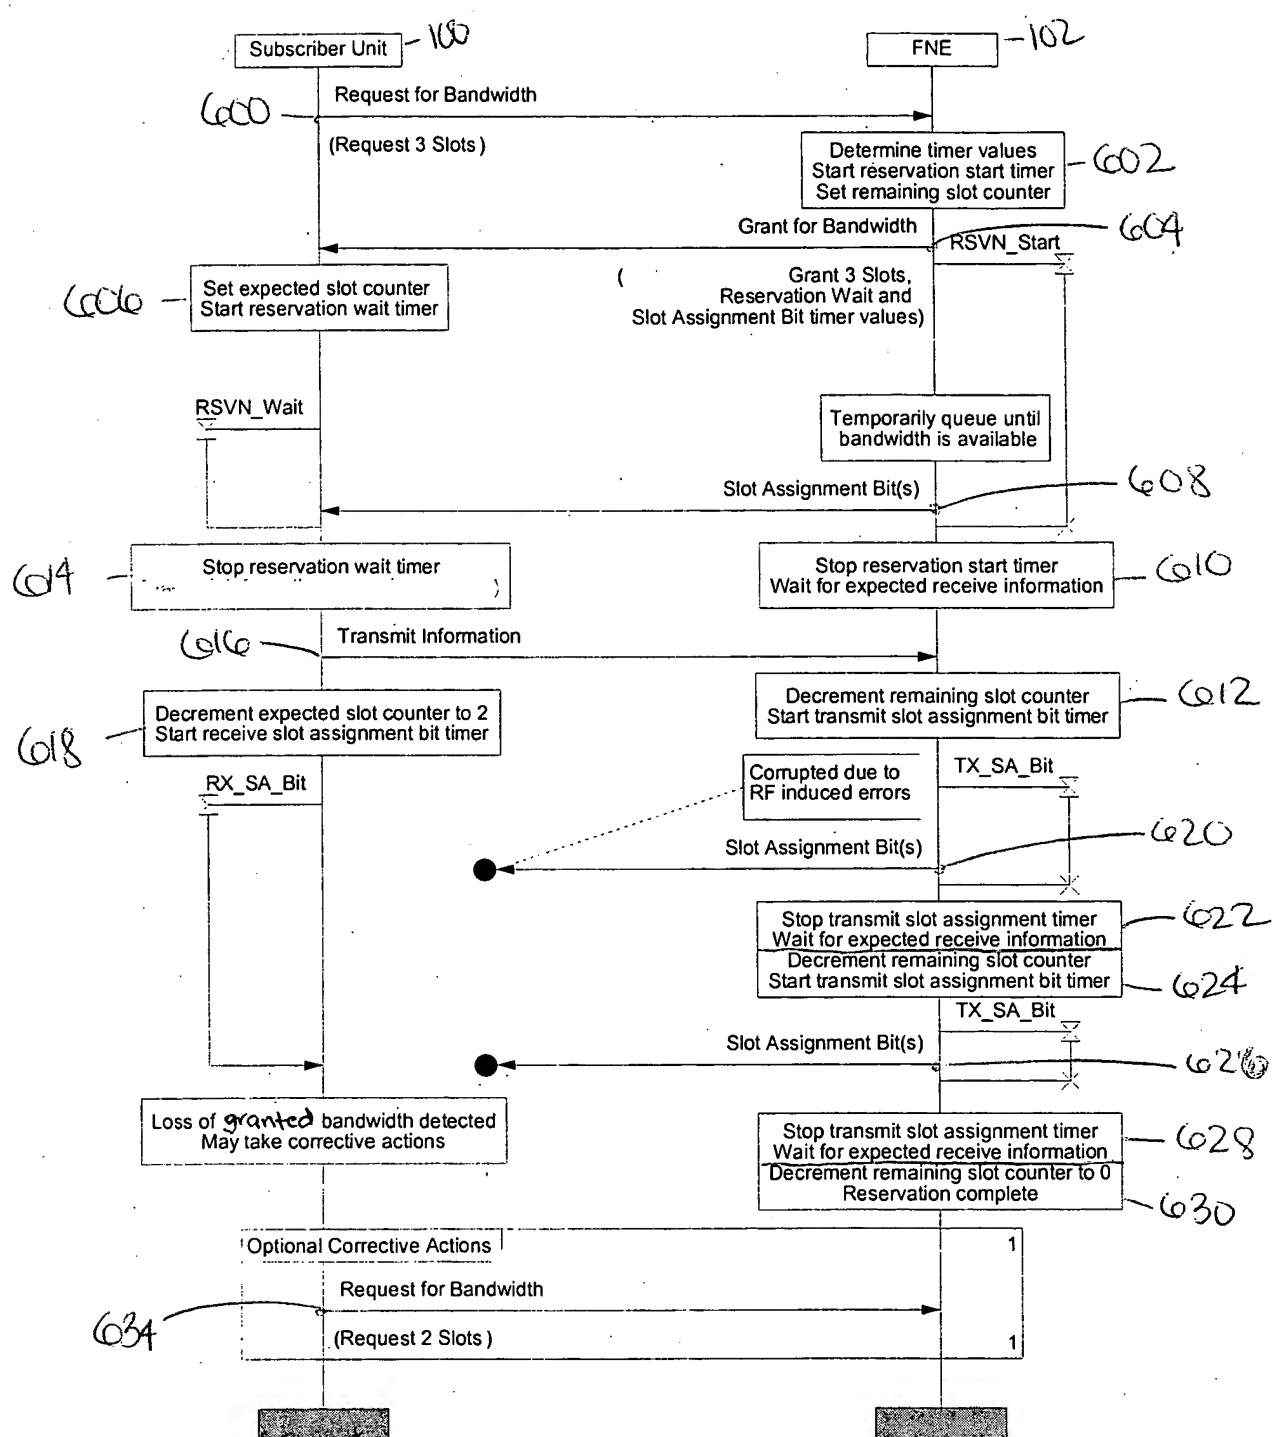 Subscriber Unit
100
FNE
102
Request for Bandwidth
600
(Request 3 Slots)
Determine timer values
Start reservation start timer
Set remaining slot counter
602
Grant for Bandwidth
604
RSVN_Start
Set expected slot counter
Start reservation wait timer
606
(
Grant 3 Slots,
Reservation Wait and
Slot Assignment Bit timer values)
RSVN_Wait
Temporarily queue until
bandwidth is available
Slot Assignment Bit(s)
608
Stop reservation wait timer
)
614
Stop reservation start timer
Wait for expected receive information
610
616
Transmit Information
Decrement remaining slot counter
Start transmit slot assignment bit timer
612
Decrement expected slot counter to 2
Start receive slot assignment bit timer
618
RX_SA_Bit
Corrupted due to
RF induced errors
TX_SA_Bit
Slot Assignment Bit(s)
620
Stop transmit slot assignment timer
Wait for expected receive information
622
Decrement remaining slot counter
Start transmit slot assignment bit timer
624
TX_SA_Bit
Slot Assignment Bit(s)
626
Loss of granted bandwidth detected
May take corrective actions
Stop transmit slot assignment timer
Wait for expected receive information
628
Decrement remaining slot counter to 0
Reservation complete
630
Optional Corrective Actions
1
Request for Bandwidth
634
(Request 2 Slots)
1